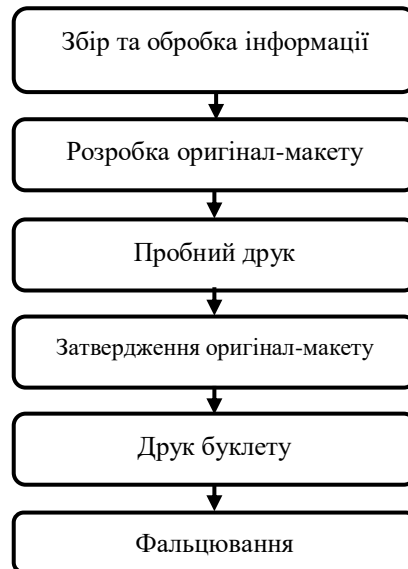 Збір та обробка інформації
Розробка оригінал-макету
Пробний друк
Затвердження оригінал-макету
Друк буклету
Фальцювання